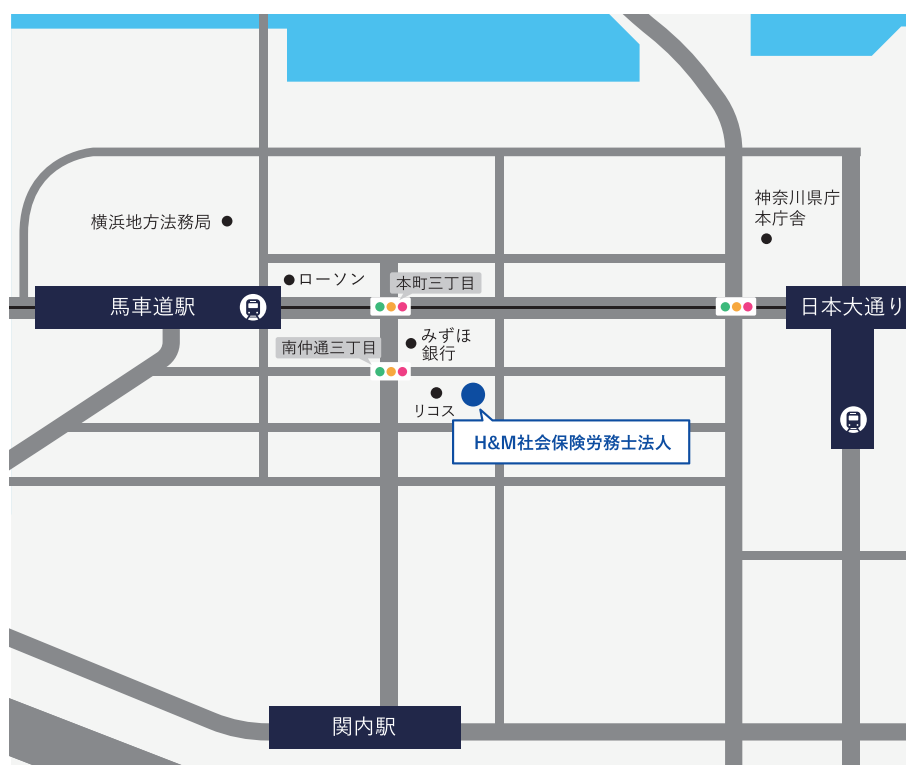 神奈川県庁
本庁舎
横浜地方法務局
ローソン
本町三丁目
馬車道駅
日本大通り
みずほ
銀行
南仲通三丁目
リコス
H&M社会保険労務士法人
関内駅